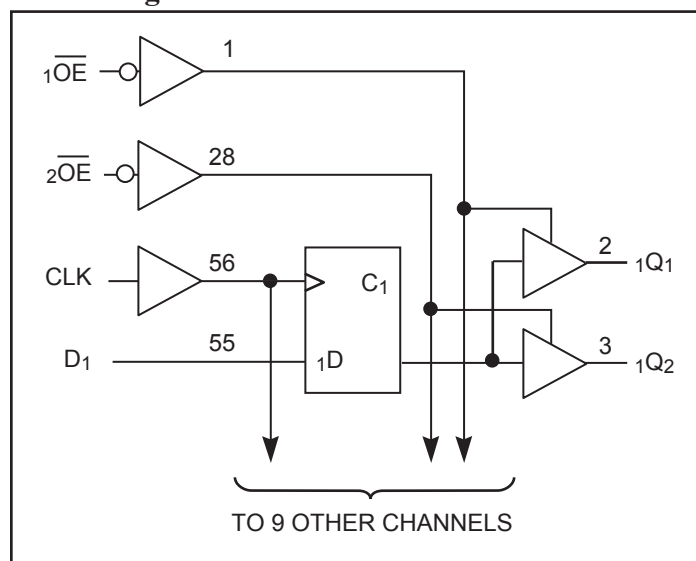 g
1
1OE
28
2OE
56
CLK
C1
2
1Q1
55
D1
1D
3
1Q2
TO 9 OTHER CHANNELS